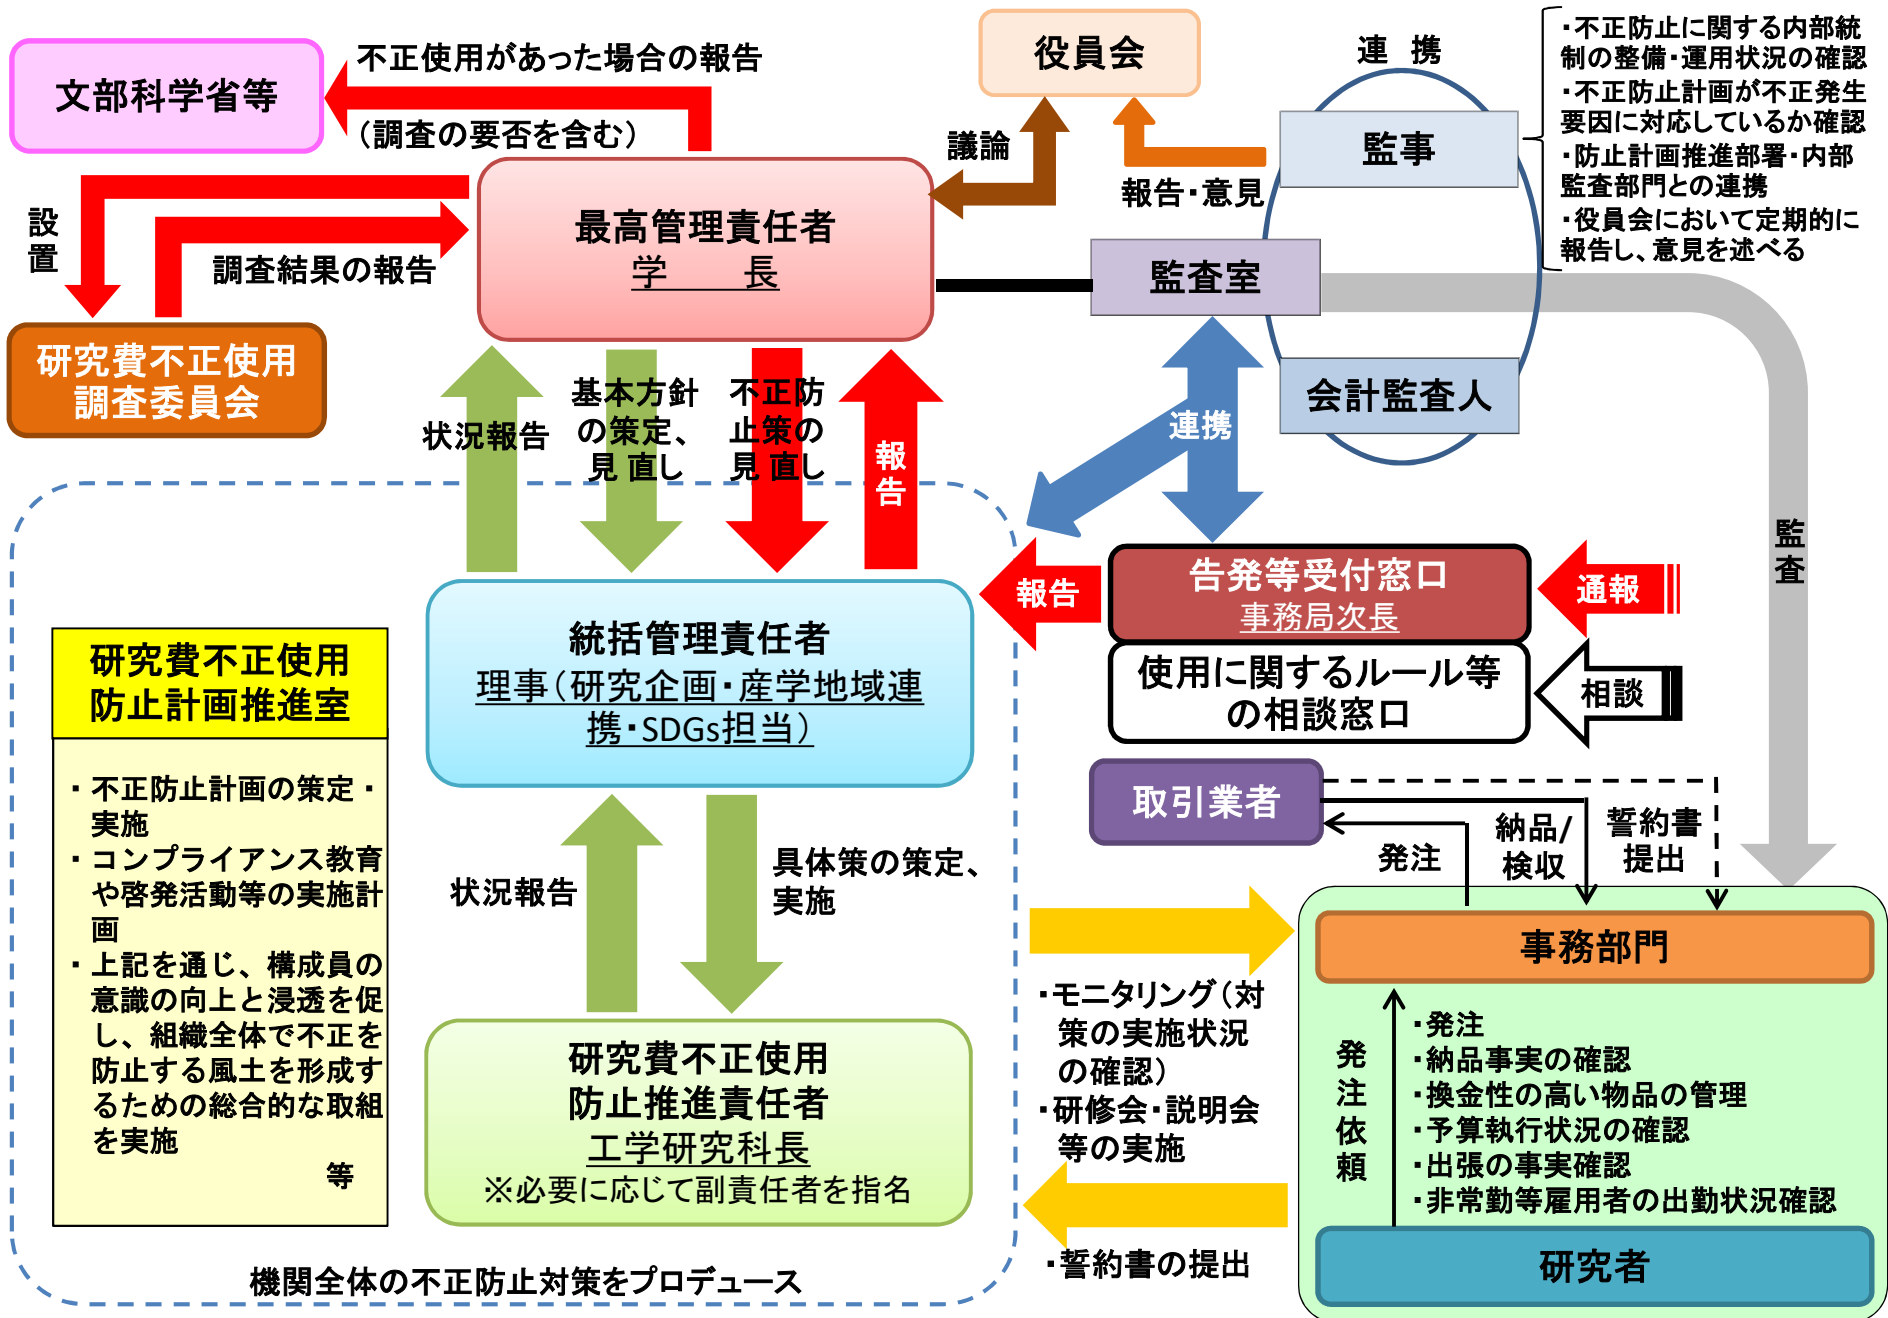 文部科学省等
不正使用があった場合の報告
（調査の要否を含む）
役員会
議論
報告・意見
連　携
監事
・不正防止に関する内部統
制の整備・運用状況の確認
・不正防止計画が不正発生
要因に対応しているか確認
・防止計画推進部署・内部
監査部門との連携
・役員会において定期的に
報告し、意見を述べる
設
置
調査結果の報告
最高管理責任者
学　　　長
監査室
会計監査人
研究費不正使用
調査委員会
状況報告
基本方針
の策定、
見 直し
不正防
止策の
見 直し
報
告
連携
監
査
報告
告発等受付窓口
事務局次長
通報
使用に関するルール等
の相談窓口
相談
統括管理責任者
理事（研究企画・産学地域連
携・SDGs担当）
研究費不正使用
防止計画推進室
・ 不正防止計画の策定・
実施
・ コンプライアンス教育
や啓発活動等の実施計
画
・ 上記を通じ、構成員の
意識の向上と浸透を促
し、組織全体で不正を
防止する風土を形成す
るための総合的な取組
を実施
等
状況報告
具体策の策定、
実施
取引業者
発注
納品/
検収
誓約書
提出
研究費不正使用
防止推進責任者
工学研究科長
※必要に応じて副責任者を指名
・モニタリング（対
策の実施状況
の確認）
・研修会・説明会
等の実施
・誓約書の提出
事務部門
発
注
依
頼
・発注
・納品事実の確認
・換金性の高い物品の管理
・予算執行状況の確認
・出張の事実確認
・非常勤等雇用者の出勤状況確認
研究者
機関全体の不正防止対策をプロデュース